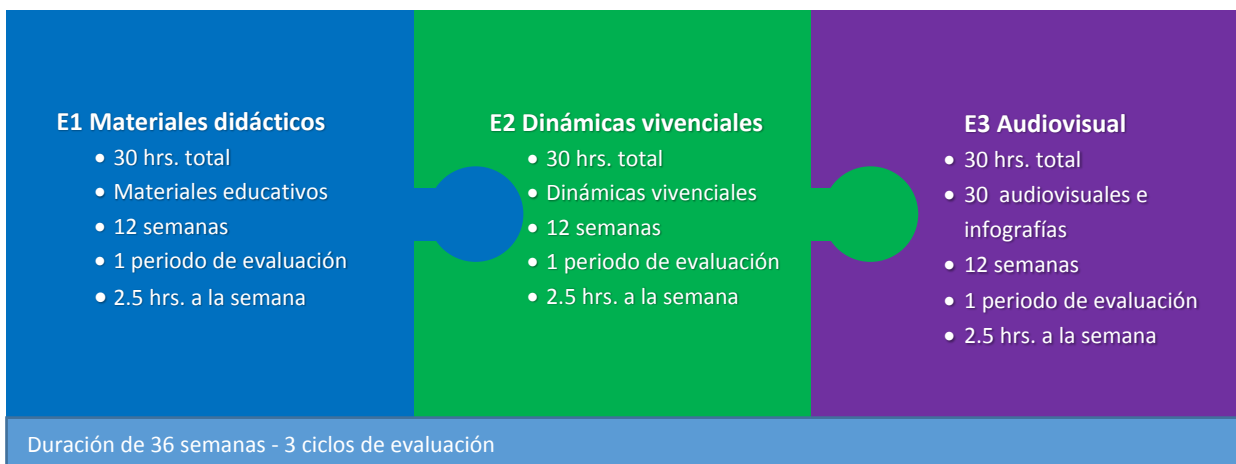 E1 Materiales didácticos
• 30 hrs. total
• Materiales educativos
• 12 semanas
• 1 periodo de evaluación
• 2.5 hrs. a la semana
E2 Dinámicas vivenciales
• 30 hrs. total
• Dinámicas vivenciales
• 12 semanas
• 1 periodo de evaluación
• 2.5 hrs. a la semana
E3 Audiovisual
• 30 hrs. total
• 30 audiovisuales e
infografías
• 12 semanas
• 1 periodo de evaluación
• 2.5 hrs. a la semana
Duración de 36 semanas - 3 ciclos de evaluación